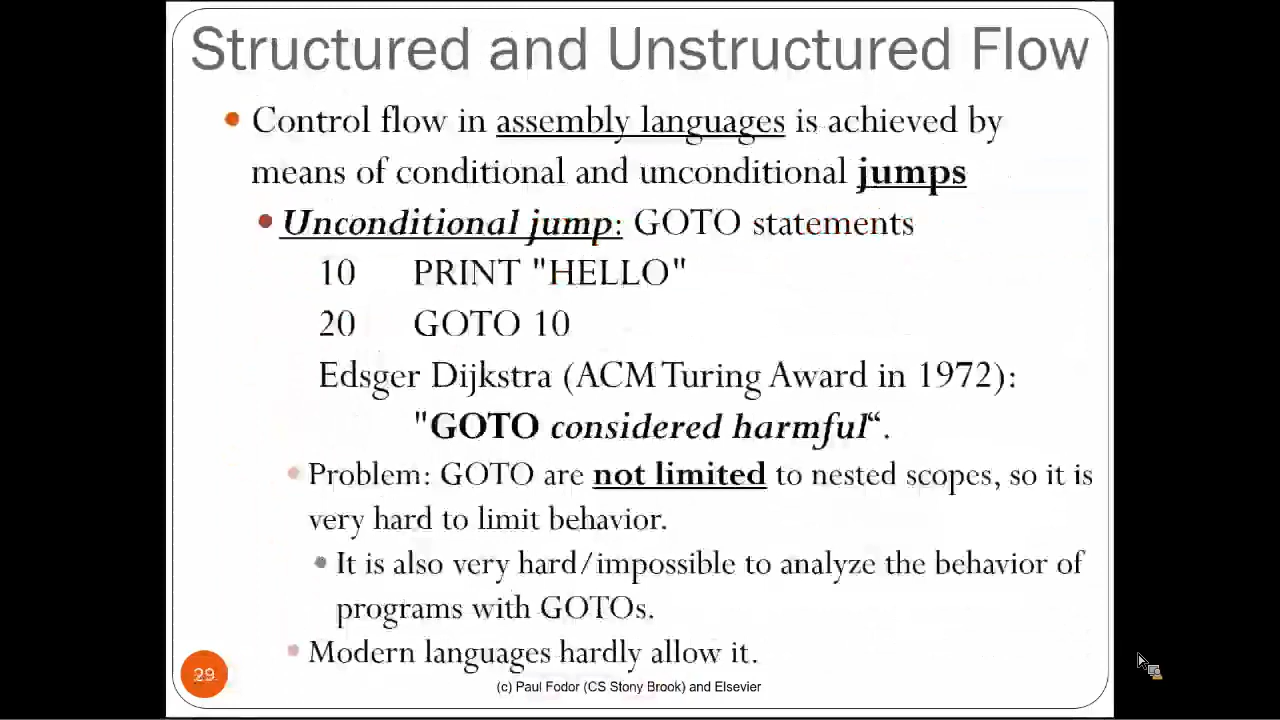 Structured and Unstructured Flow
• Control flow in assembly languages is achieved by
means of conditional and unconditional jumps
• Unconditional jump: GOTO statements
10 PRINT "HELLO"
20 GOTO 10
Edsger Dijkstra (ACM Turing Award in 1972):
"GOTO considered harmful“.
• Problem: GOTO are not limited to nested scopes, so it is
very hard to limit behavior.
• It is also very hard/impossible to analyze the behavior of
programs with GOTOs.
• Modern languages hardly allow it.
29
(c) Paul Fodor (CS Stony Brook) and Elsevier